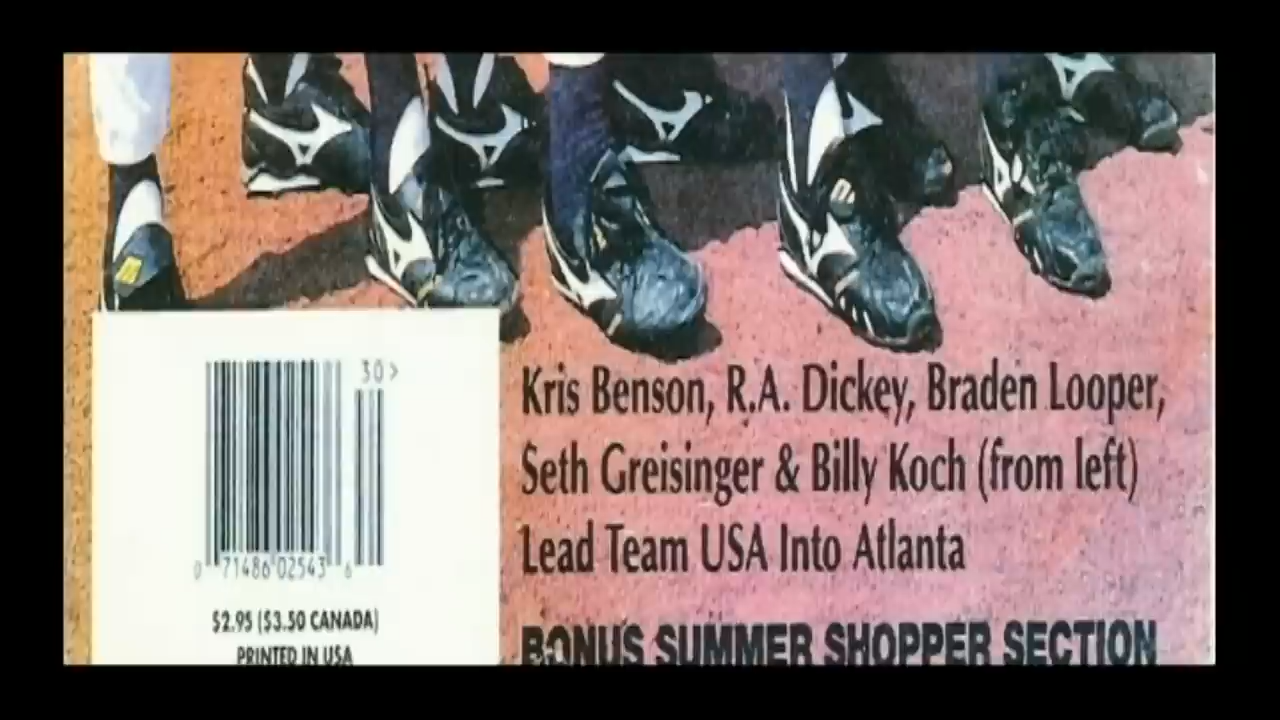 30>
0 71486 02543 6
$2.95 ($3.50 CANADA)
PRINTED IN USA
Kris Benson, R.A. Dickey, Braden Looper,
Seth Greisinger & Billy Koch (from left)
Lead Team USA Into Atlanta
BONUS SUMMER SHOPPER SECTION